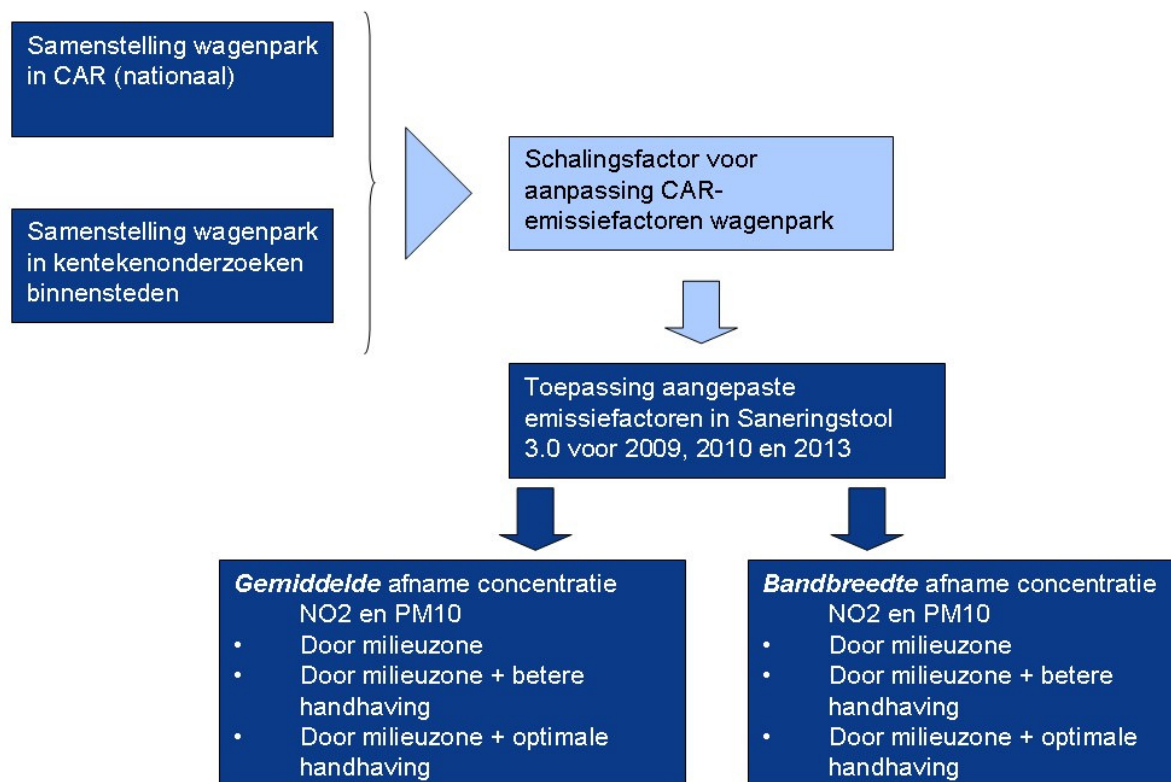 Samenstelling wagenpark
in CAR (nationaal)
Samenstelling wagenpark
in kentekenonderzoeken
binnensteden
Schalingsfactor voor
aanpassing CAR-
emissiefactoren wagenpark
Toepassing aangepaste
emissiefactoren in Saneringstool
3.0 voor 2009, 2010 en 2013
Gemiddelde afname concentratie
NO2 en PM10
• Door milieuzone
• Door milieuzone + betere
handhaving
• Door milieuzone + optimale
handhaving
Bandbreedte afname concentratie
NO2 en PM10
• Door milieuzone
• Door milieuzone + betere
handhaving
• Door milieuzone + optimale
handhaving